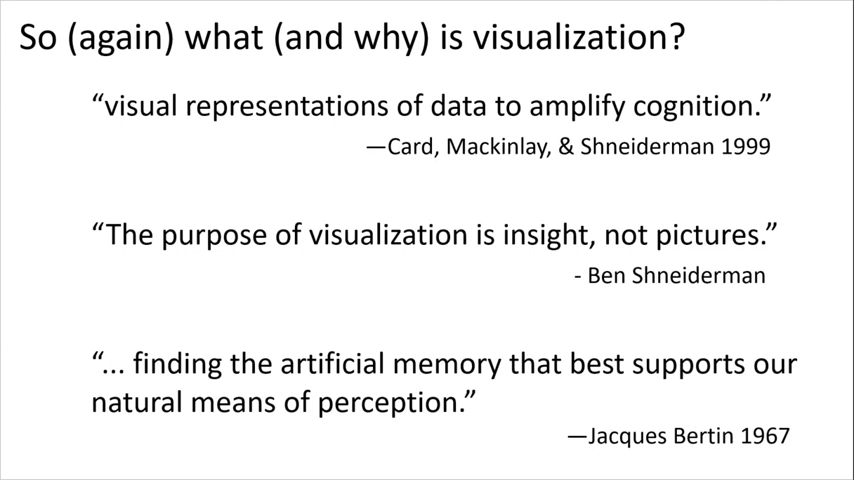 So (again) what (and why) is visualization?
“visual representations of data to amplify cognition.”
—Card, Mackinlay, & Shneiderman 1999
“The purpose of visualization is insight, not pictures.”
- Ben Shneiderman
“... finding the artificial memory that best supports our
natural means of perception.”
—Jacques Bertin 1967